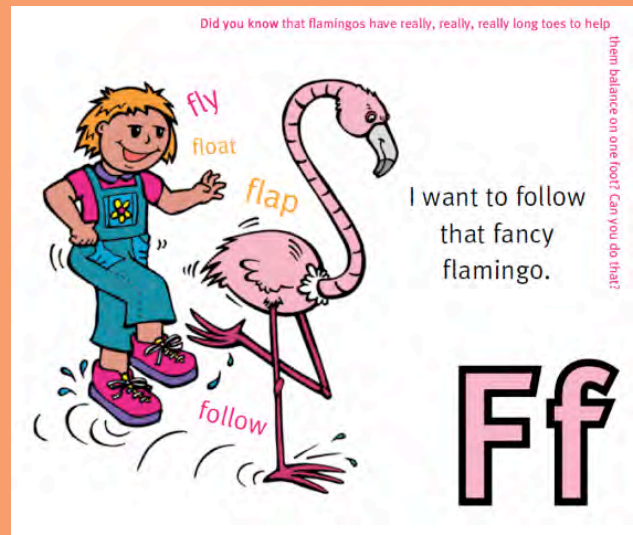 Did you know that flamingos have really, really, really long toes to help
them balance on one foot? Can you do that?
fly
float
flap
I want to follow
that fancy
flamingo.
follow
Ff